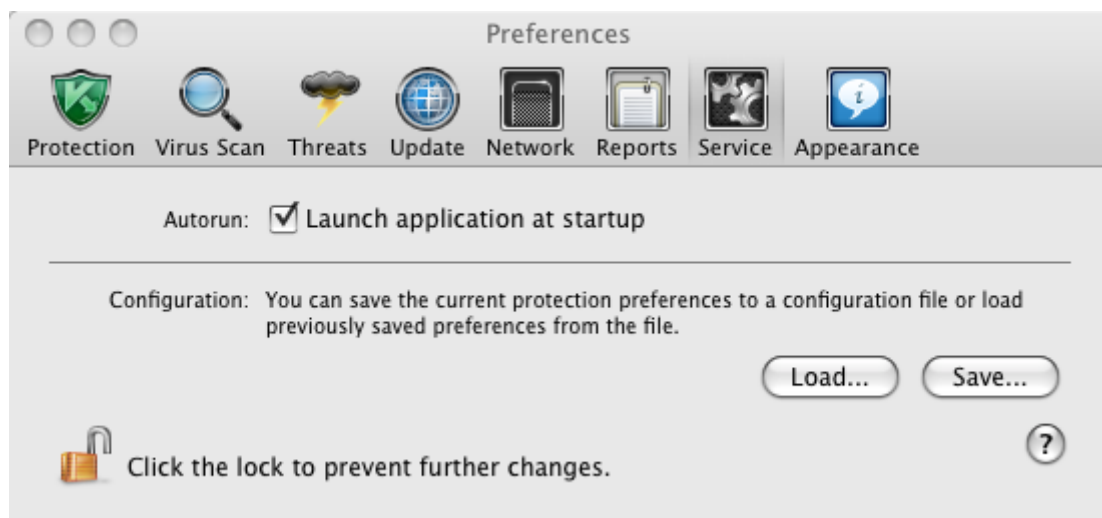 Preferences
Protection Virus Scan Threats Update Network Reports Service Appearance
Autorun: Launch application at startup
Configuration: You can save the current protection preferences to a configuration file or load
previously saved preferences from the file.
Load... Save...
Click the lock to prevent further changes. ?